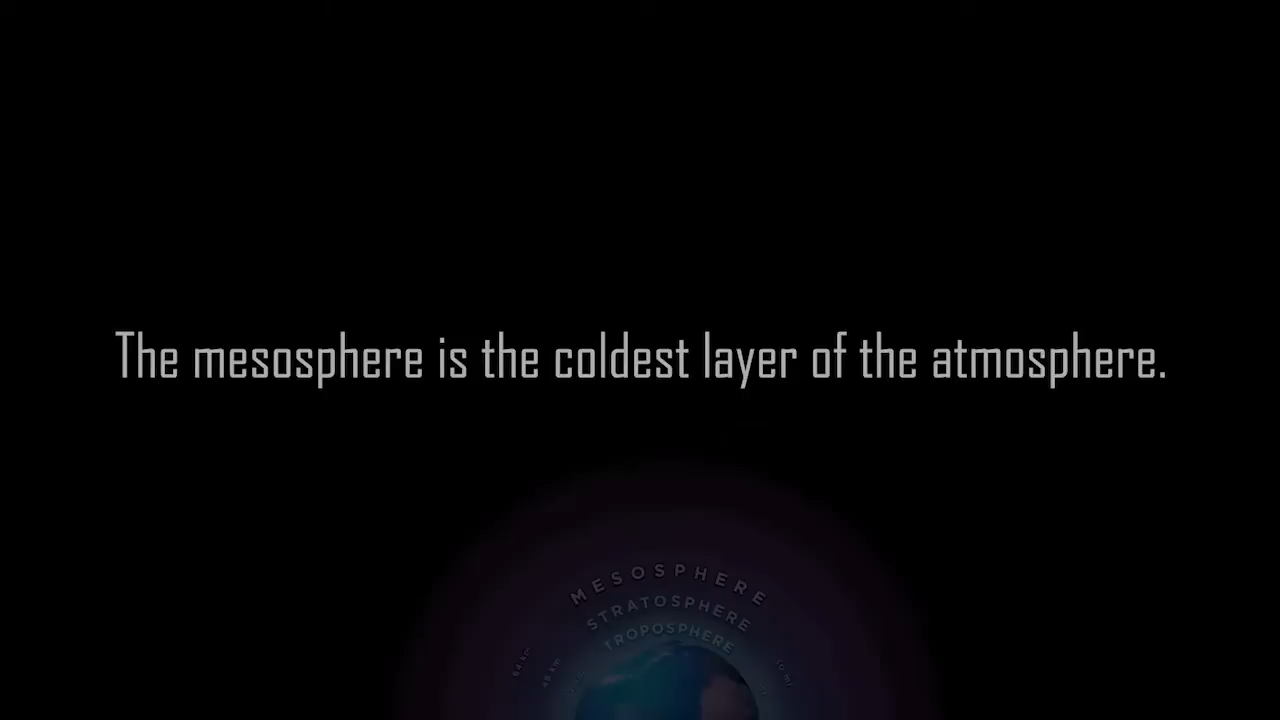 The mesosphere is the coldest layer of the atmosphere.
MESOSPHERE
STRATOSPHERE
TROPOSPHERE